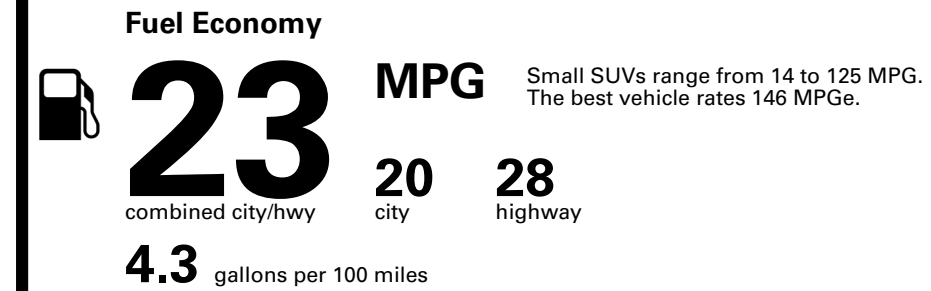 Fuel Economy
23
MPG
Small SUVs range from 14 to 125 MPG.
The best vehicle rates 146 MPGe.
combined city/hwy
20
city
28
highway
4.3 gallons per 100 miles